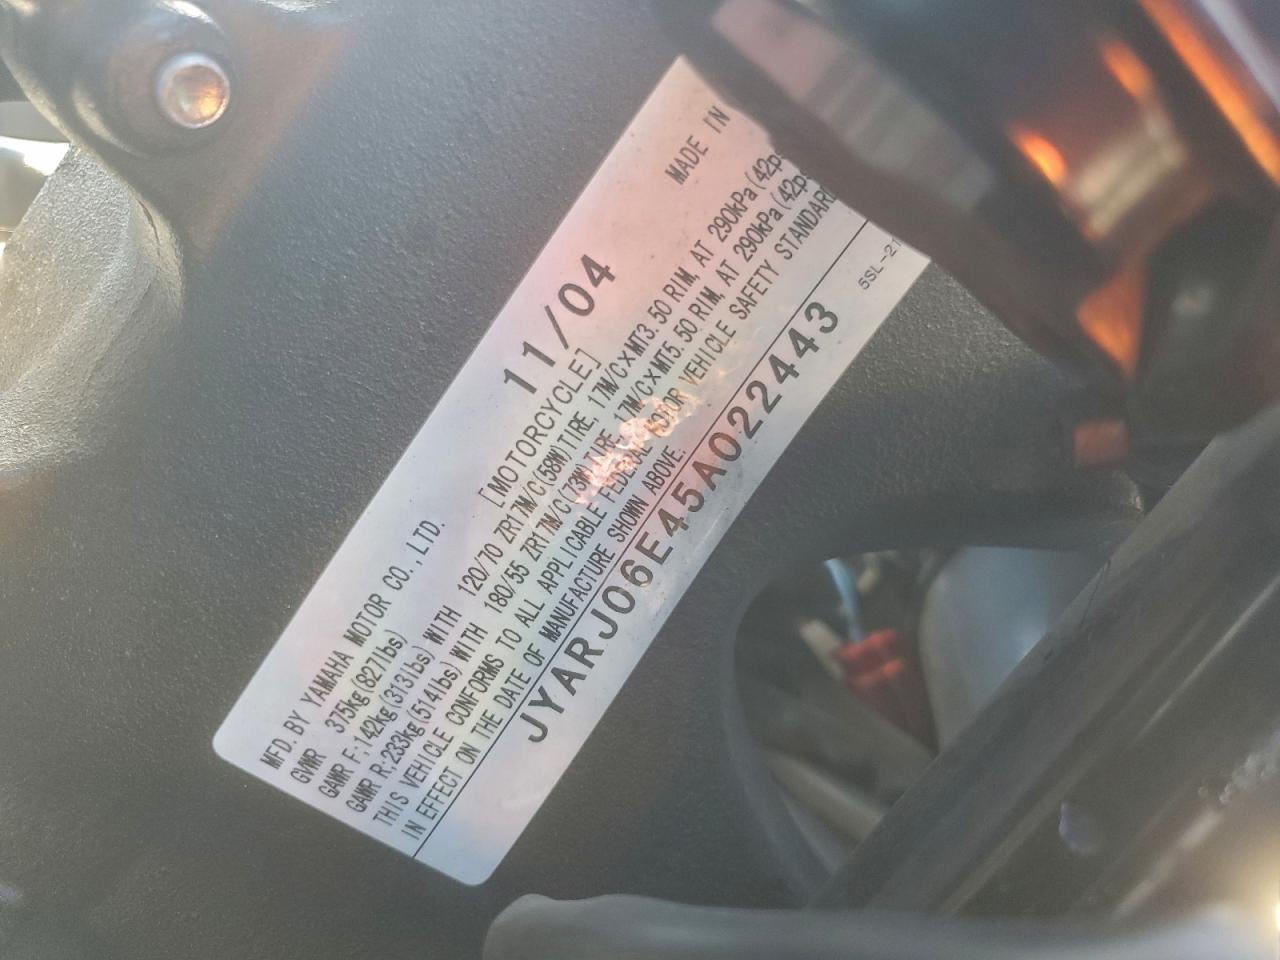 MFD. BY YAMAHA MOTOR CO., LTD. 11/04 MADE IN
GVWR 375kg(827lbs) [MOTORCYCLE]
GAWR F;142kg(313lbs) WITH 120/70 ZR17M/C(58W)TIRE, 17M/C×MT3.50 RIM, AT 290kPa(42p
GAWR R;233kg(514lbs) WITH 180/55 ZR17M/C(73W)TIRE, 17M/C×MT5.50 RIM, AT 290kPa(42p
THIS VEHICLE CONFORMS TO ALL APPLICABLE FEDERAL MOTOR VEHICLE SAFETY STANDARD
IN EFFECT ON THE DATE OF MANUFACTURE SHOWN ABOVE.
JYARJ06E45A022443 5SL-21